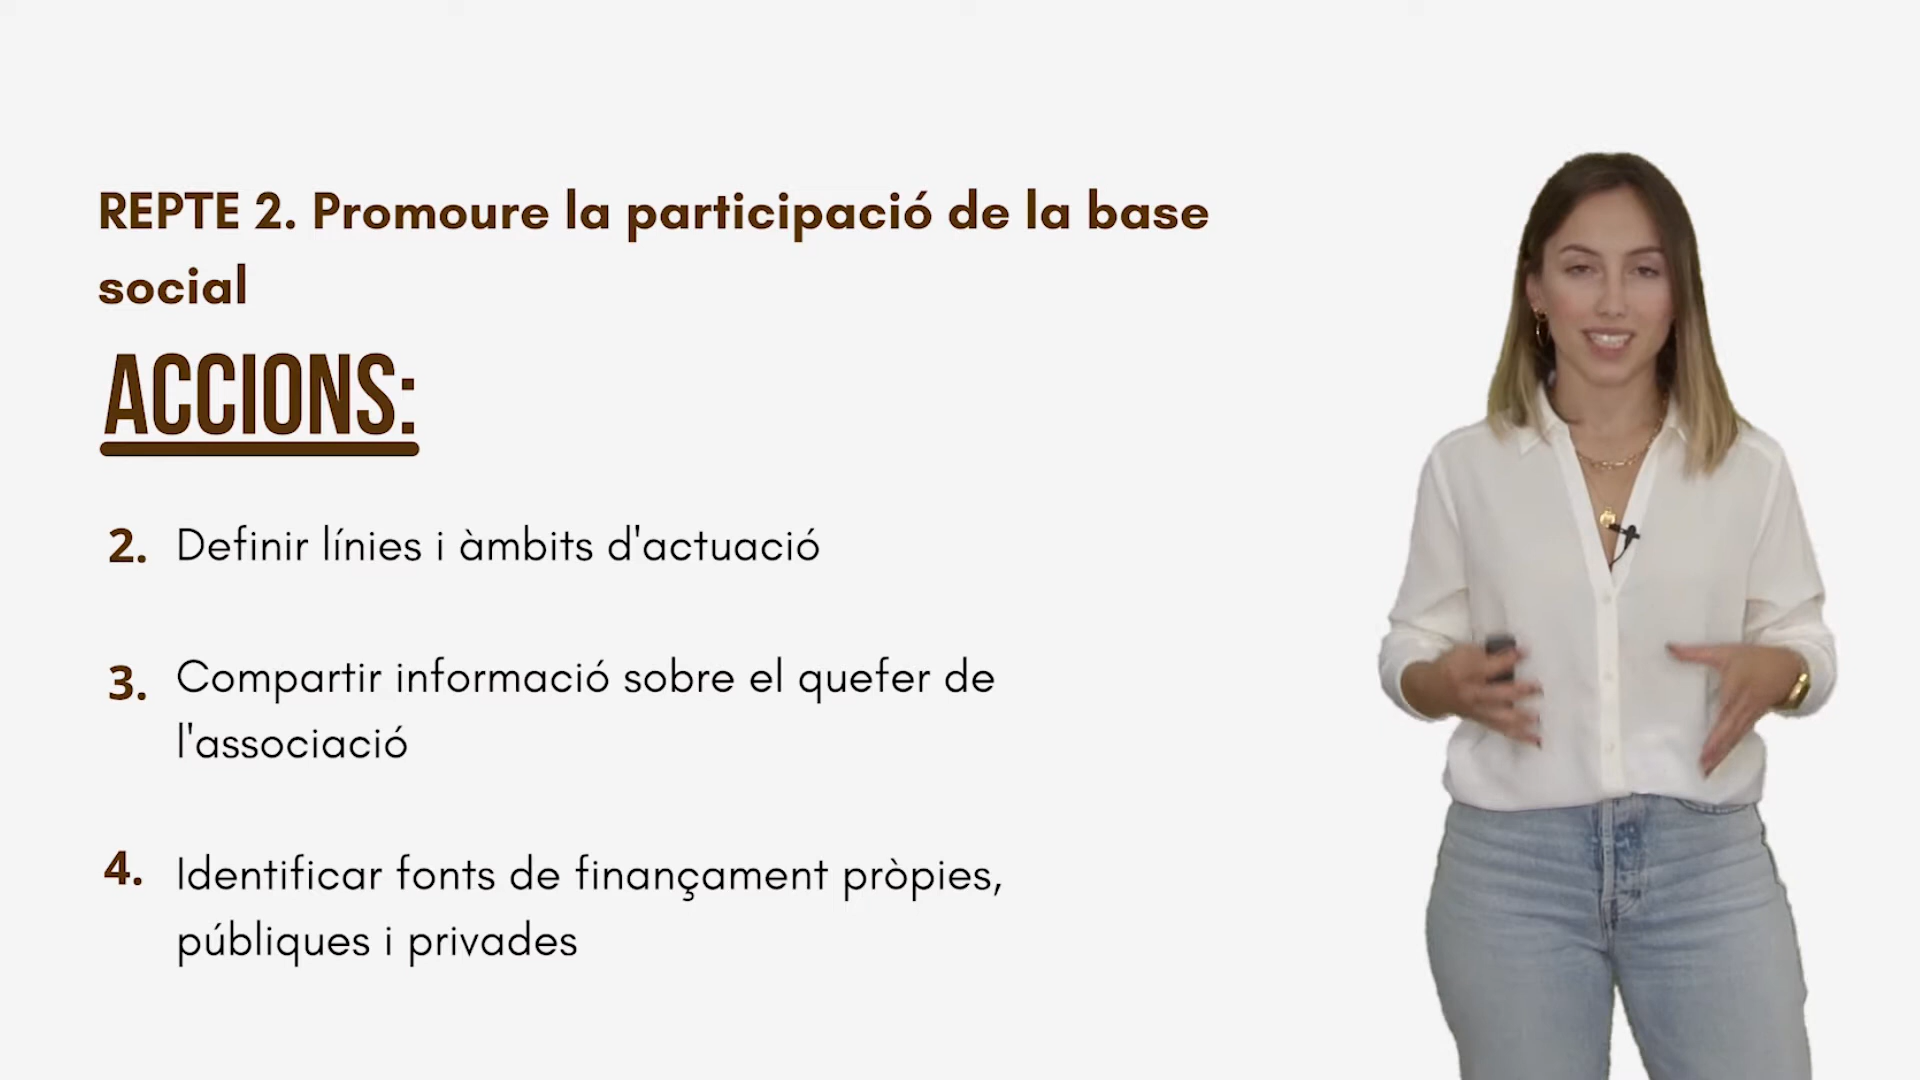 REPTE 2. Promoure la participació de la base
social
ACCIONS:
2. Definir línies i àmbits d'actuació
3. Compartir informació sobre el quefer de
l'associació
4. Identificar fonts de finançament pròpies,
públiques i privades